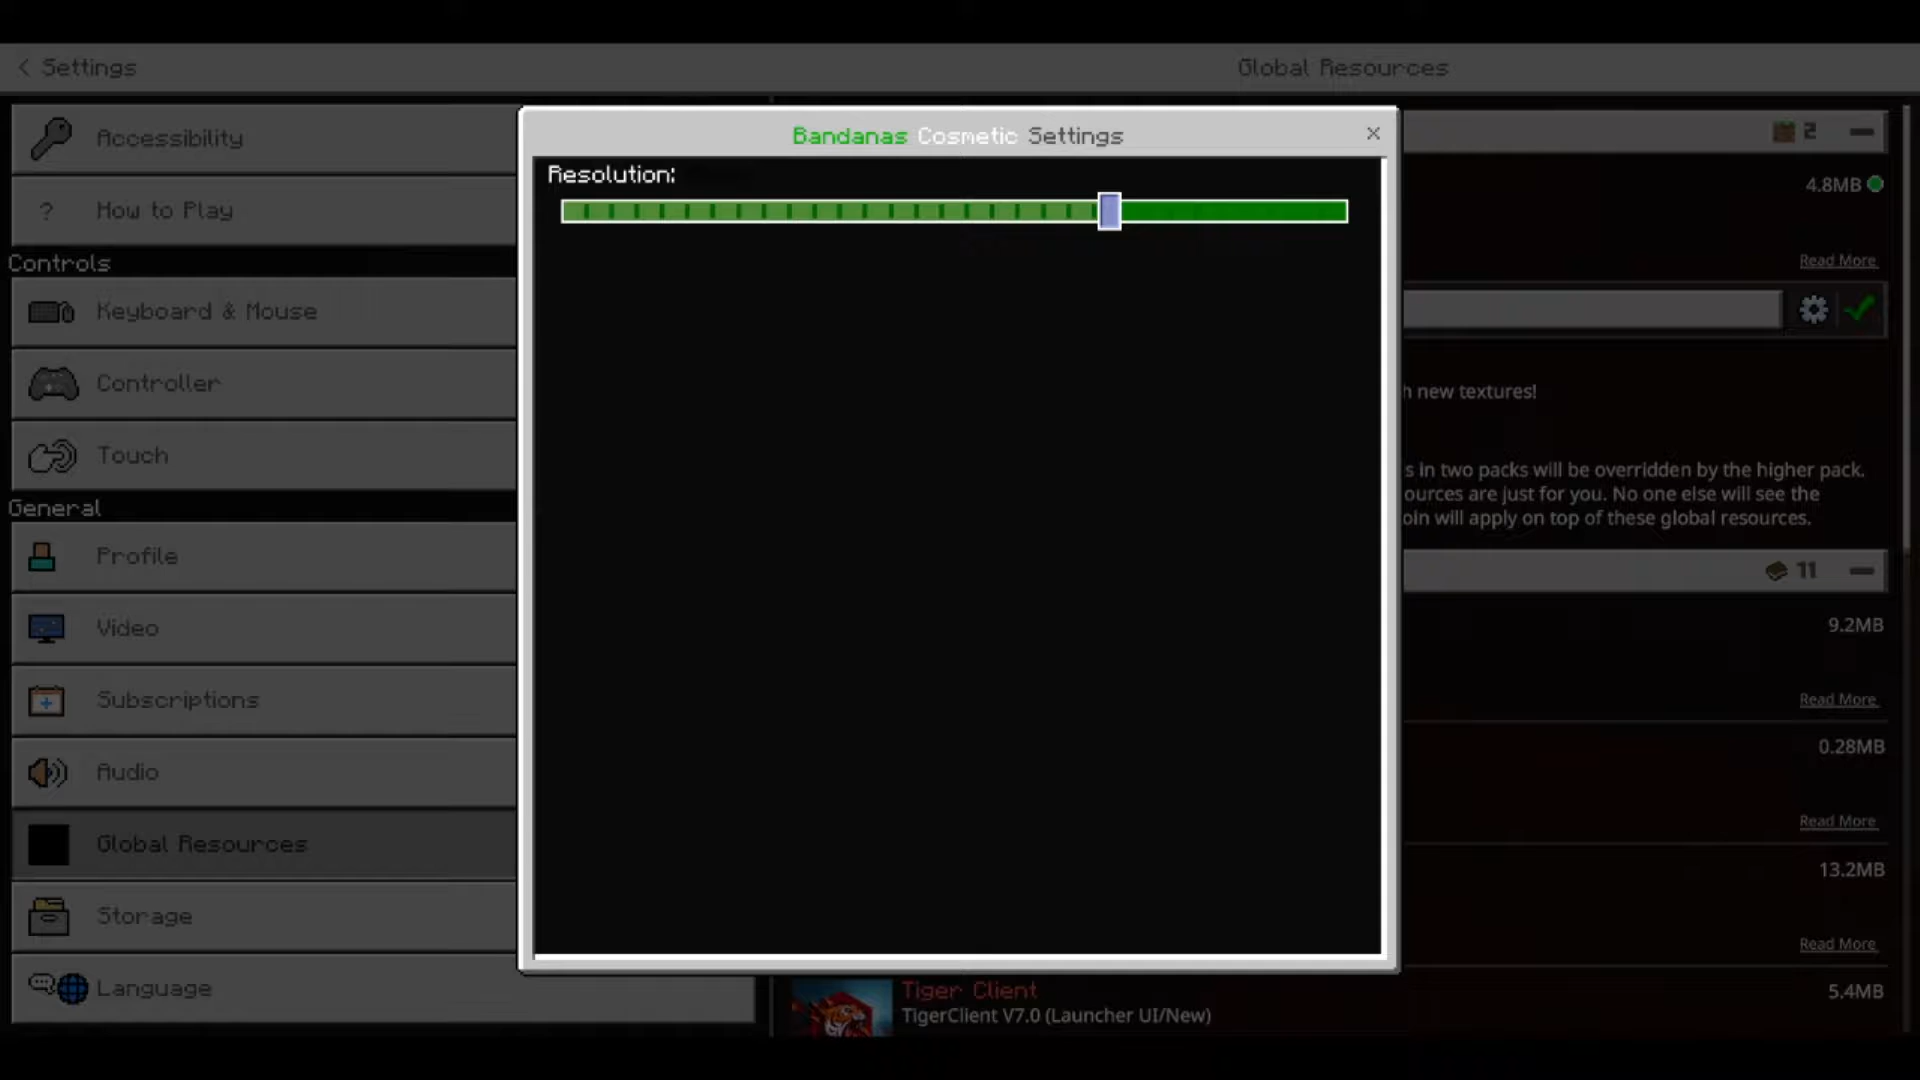 Settings
Global Resources
Accessibility
? How to Play
Controls
Keyboard & Mouse
Controller
Touch
General
Profile
Video
Subscriptions
Audio
Global Resources
Storage
Language
Bandanas Cosmetic Settings
Resolution:
2
4.8MB
Read More
h new textures!
s in two packs will be overridden by the higher pack.
ources are just for you. No one else will see the
oin will apply on top of these global resources.
11
9.2MB
Read More
0.28MB
Read More
13.2MB
Read More
Tiger Client
5.4MB
TigerClient V7.0 (Launcher UI/New)